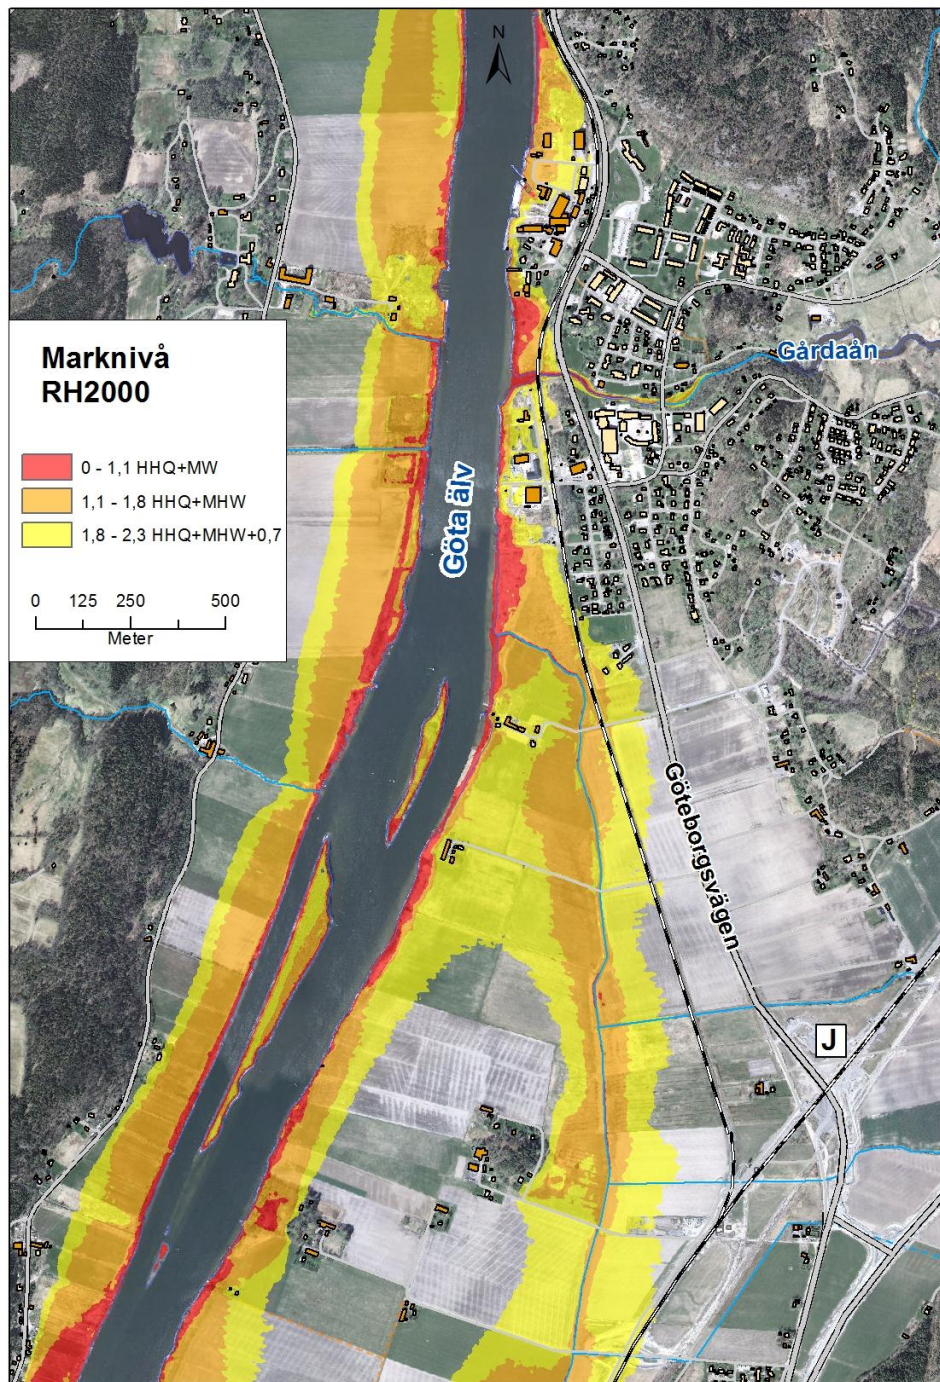 N
Gårdaån
Marknivå
RH2000
0 - 1,1 HHQ+MW
1,1 - 1,8 HHQ+MHW
1,8 - 2,3 HHQ+MHW+0,7
0 125 250 500
Meter
Göta älv
Göteborgsvägen
J